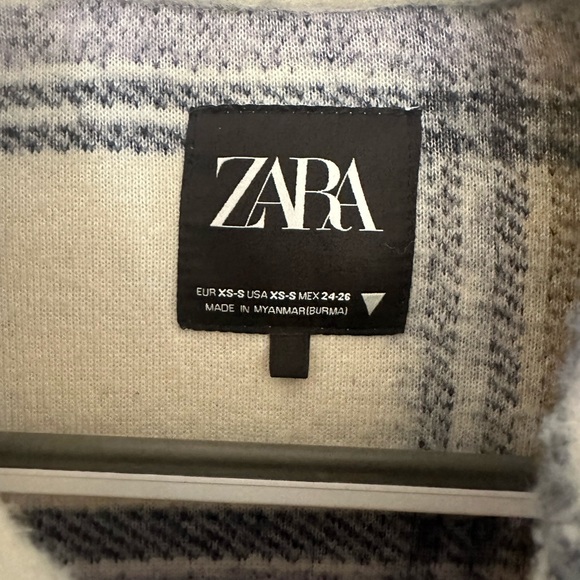 ZARA
EUR XS-S USA XS-S MEX 24-26
MADE IN MYANMAR(BURMA)